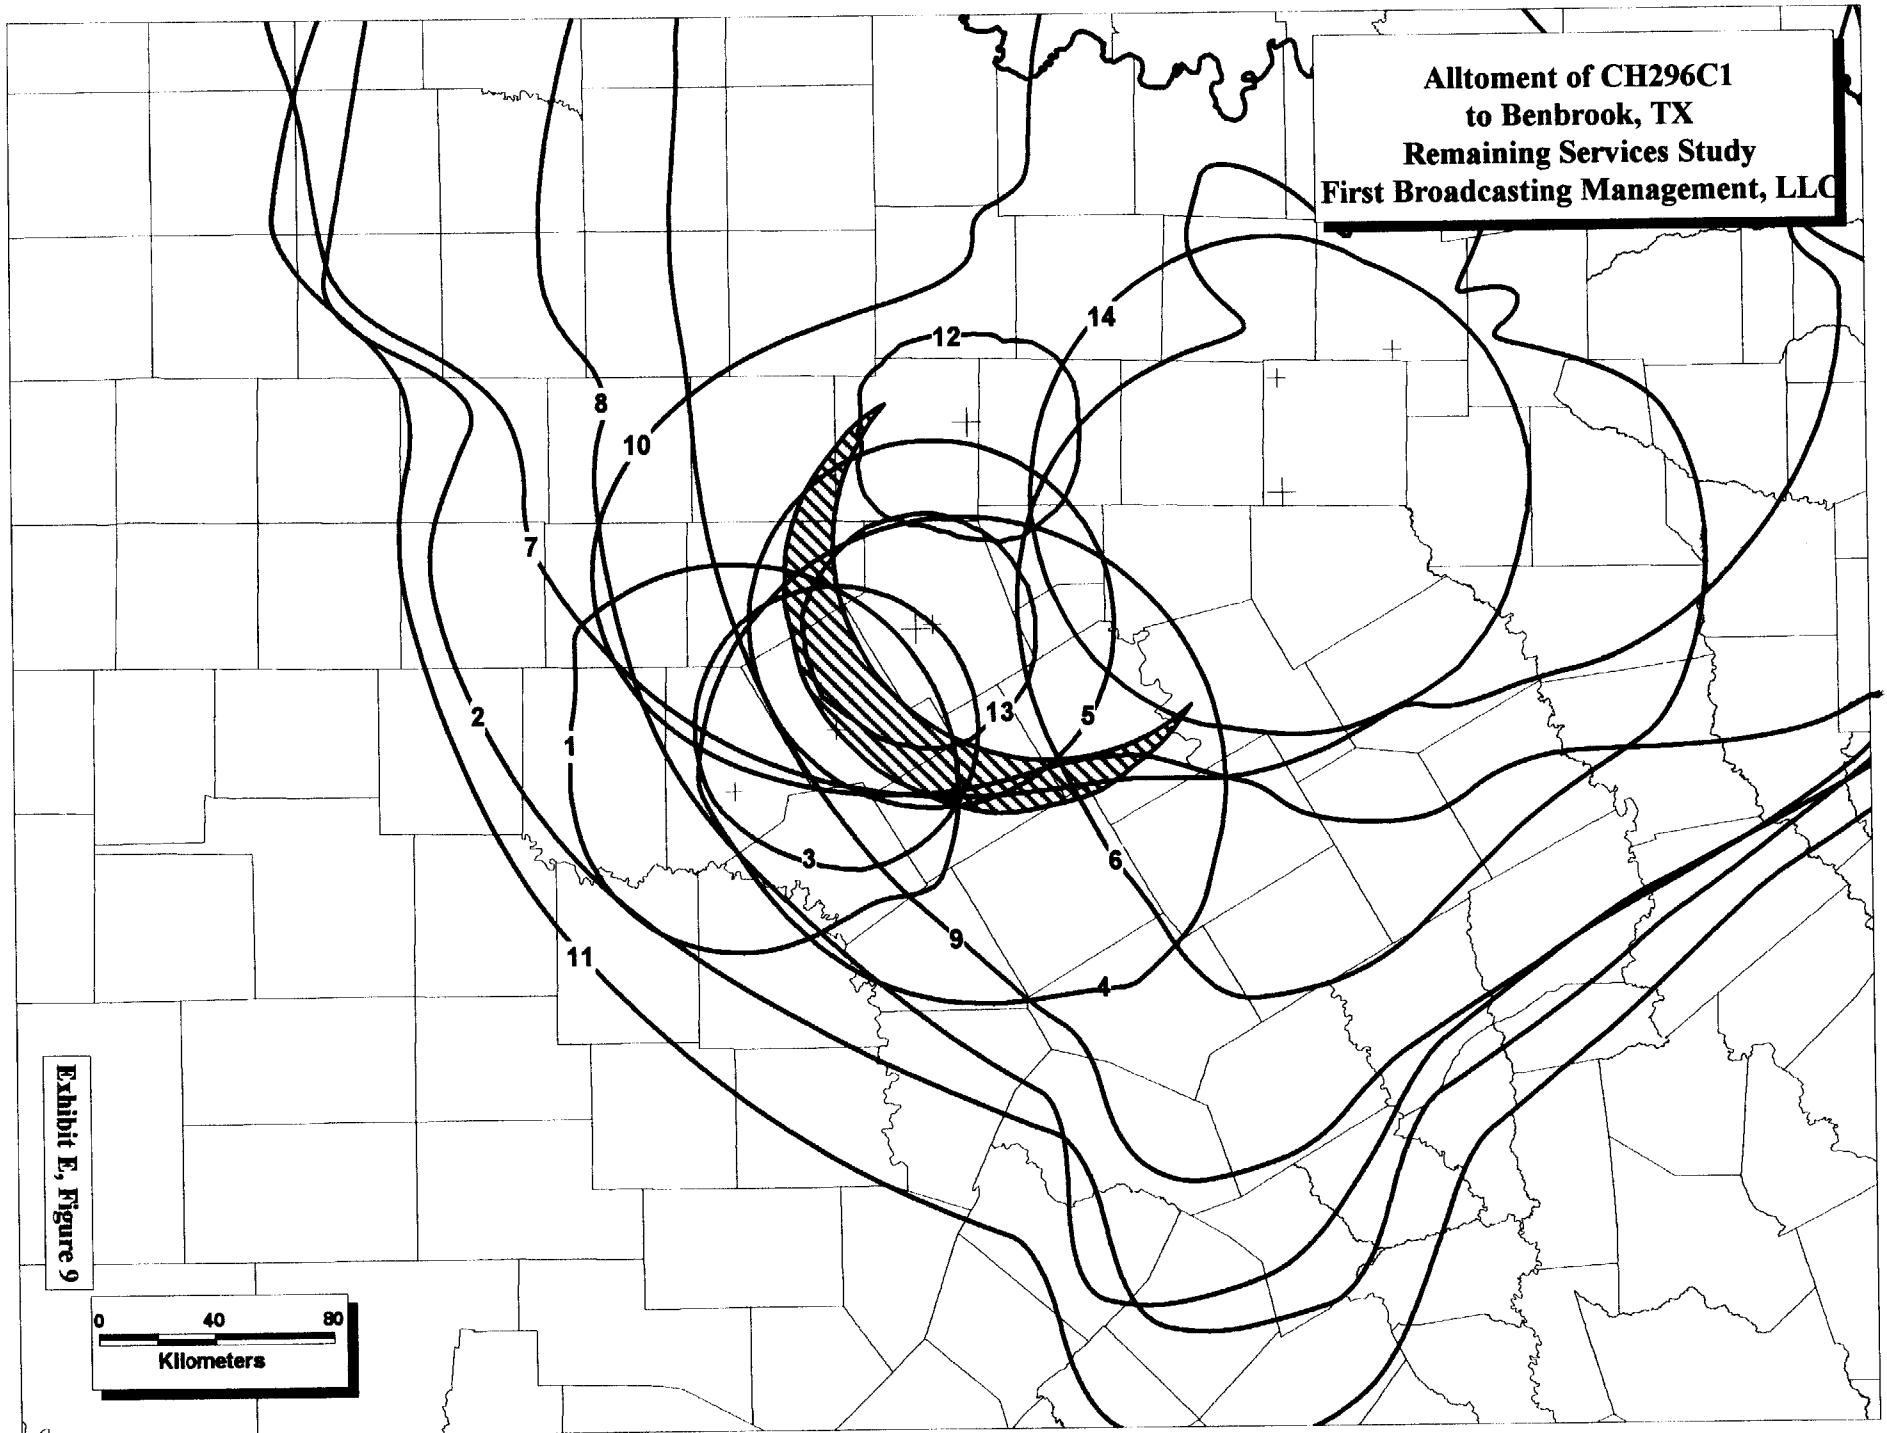 Alltoment of CH296C1
to Benbrook, TX
Remaining Services Study
First Broadcasting Management, LLC
14
12
8
10
7
2
1
13
5
3
6
9
11
4
Exhibit E, Figure 9
0 40 80
Kilometers